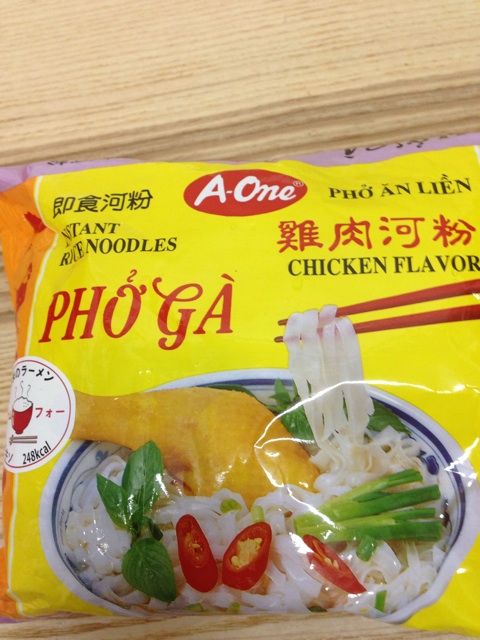 即食河粉
A-One®
PHỞ ĂN LIỀN
INSTANT
RICE NOODLES
雞肉河粉
CHICKEN FLAVOR
PHỞ GÀ
のラーメン
フォー
248kcal